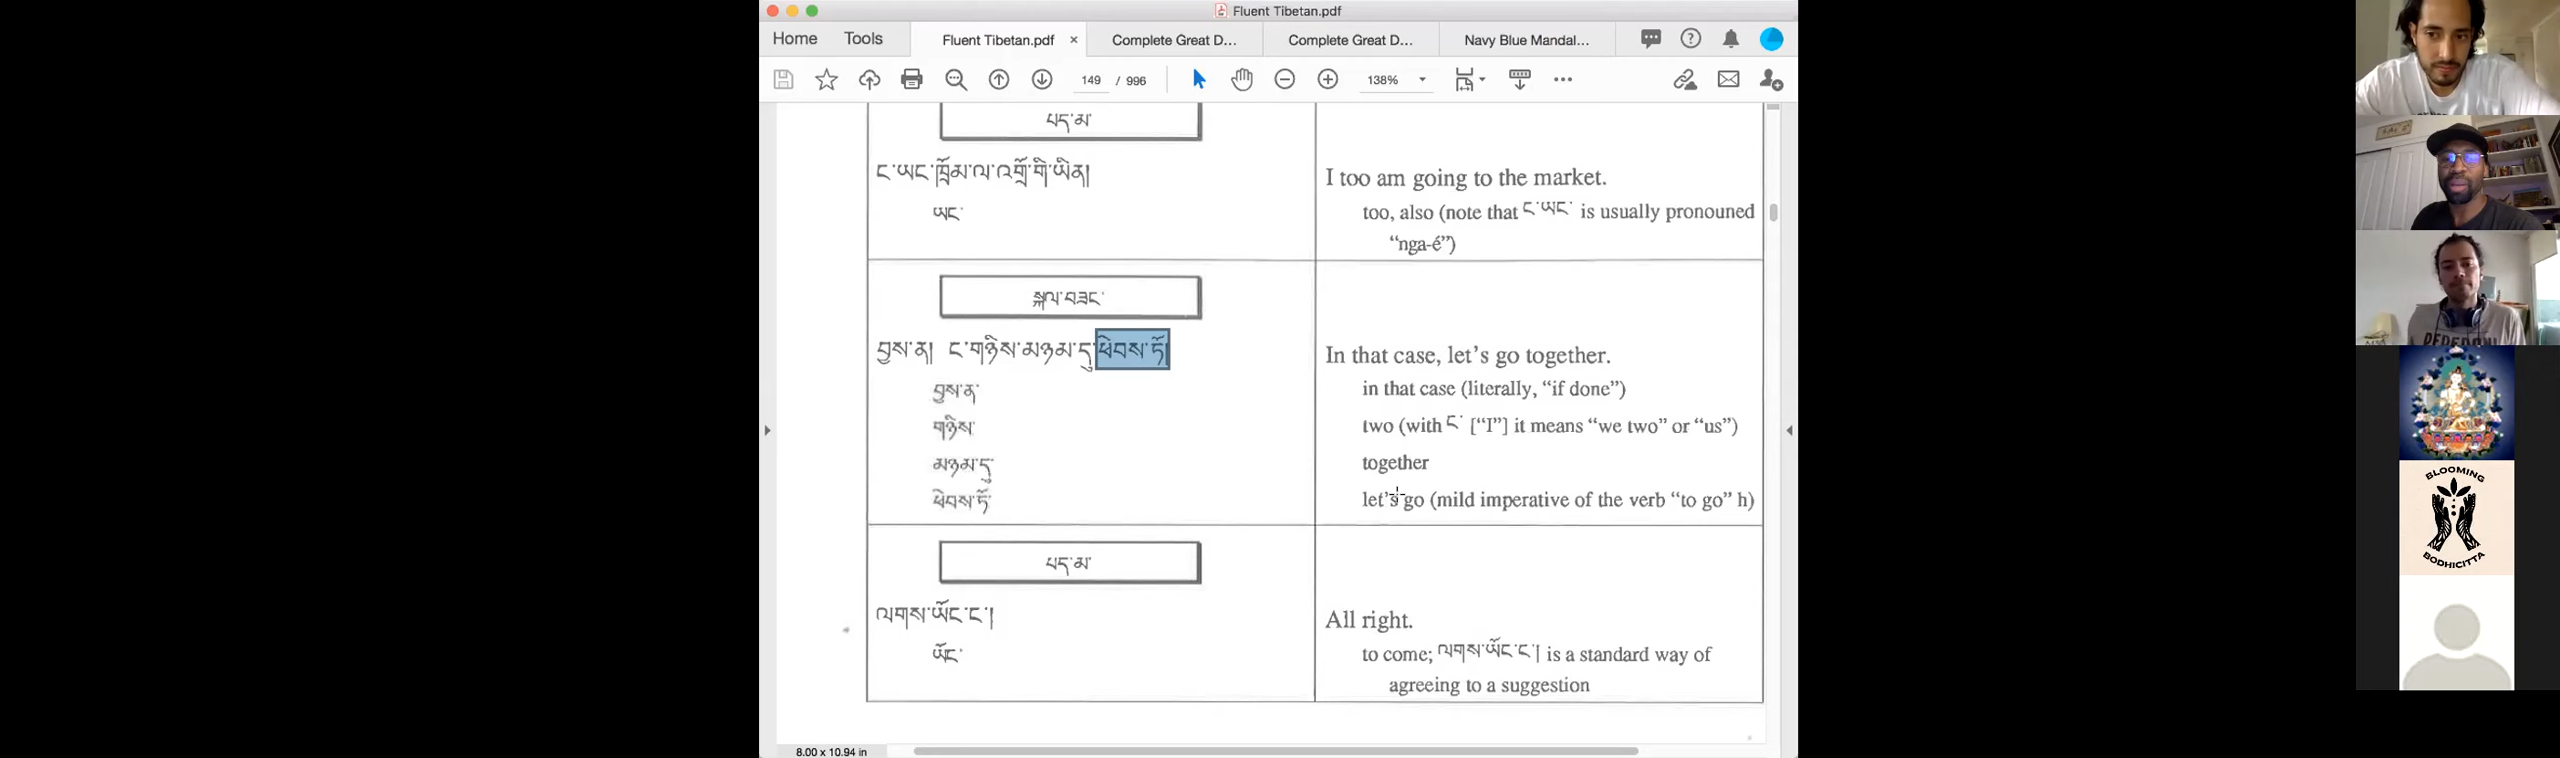 Fluent Tibetan.pdf
Home Tools Fluent Tibetan.pdf × Complete Great D... Complete Great D... Navy Blue Mandal...
149 / 996 138%
པད་མ་
ང་ཡང་ཁྲོམ་ལ་འགྲོ་གི་ཡིན། I too am going to the market.
ཡང་ too, also (note that ང་ཡང་ is usually pronouned
“nga-é”)
སྐལ་བཟང་
བྱས་ན། ང་གཉིས་མཉམ་དུ་ཕེབས་ཏོ། In that case, let’s go together.
བྱས་ན་ in that case (literally, “if done”)
གཉིས་ two (with ང་ [“I”] it means “we two” or “us”)
མཉམ་དུ་ together
ཕེབས་ཏོ་ let’s go (mild imperative of the verb “to go” h)
པད་མ་
ལགས་ཡོང་ང་། All right.
ཡོང་ to come; ལགས་ཡོང་ང་། is a standard way of
agreeing to a suggestion
8.00 x 10.94 in
BLOOMING
BODHICITTA